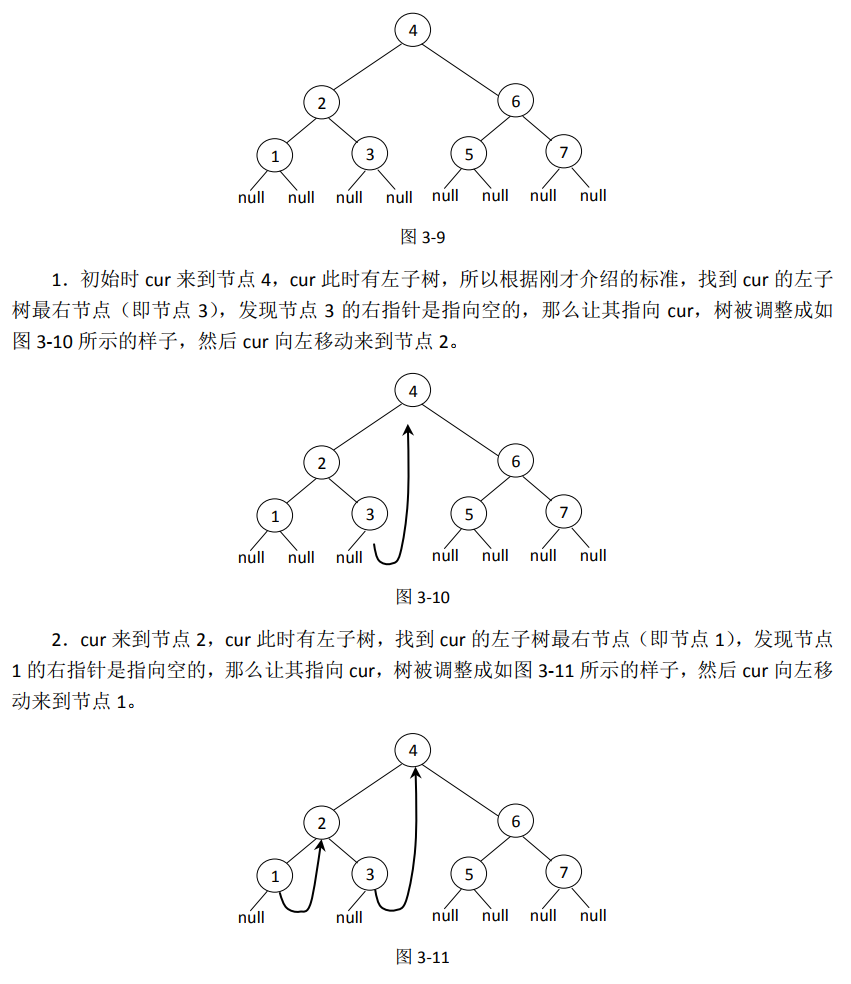 4
2 6
1 3 5 7
null null null null null null null null
图 3-9
1．初始时 cur 来到节点 4，cur 此时有左子树，所以根据刚才介绍的标准，找到 cur 的左子
树最右节点（即节点 3），发现节点 3 的右指针是指向空的，那么让其指向 cur，树被调整成如
图 3-10 所示的样子，然后 cur 向左移动来到节点 2。
4
2 6
1 3 5 7
null null null null null null null
图 3-10
2．cur 来到节点 2，cur 此时有左子树，找到 cur 的左子树最右节点（即节点 1），发现节点
1 的右指针是指向空的，那么让其指向 cur，树被调整成如图 3-11 所示的样子，然后 cur 向左移
动来到节点 1。
4
2 6
1 3 5 7
null null null null null null
图 3-11